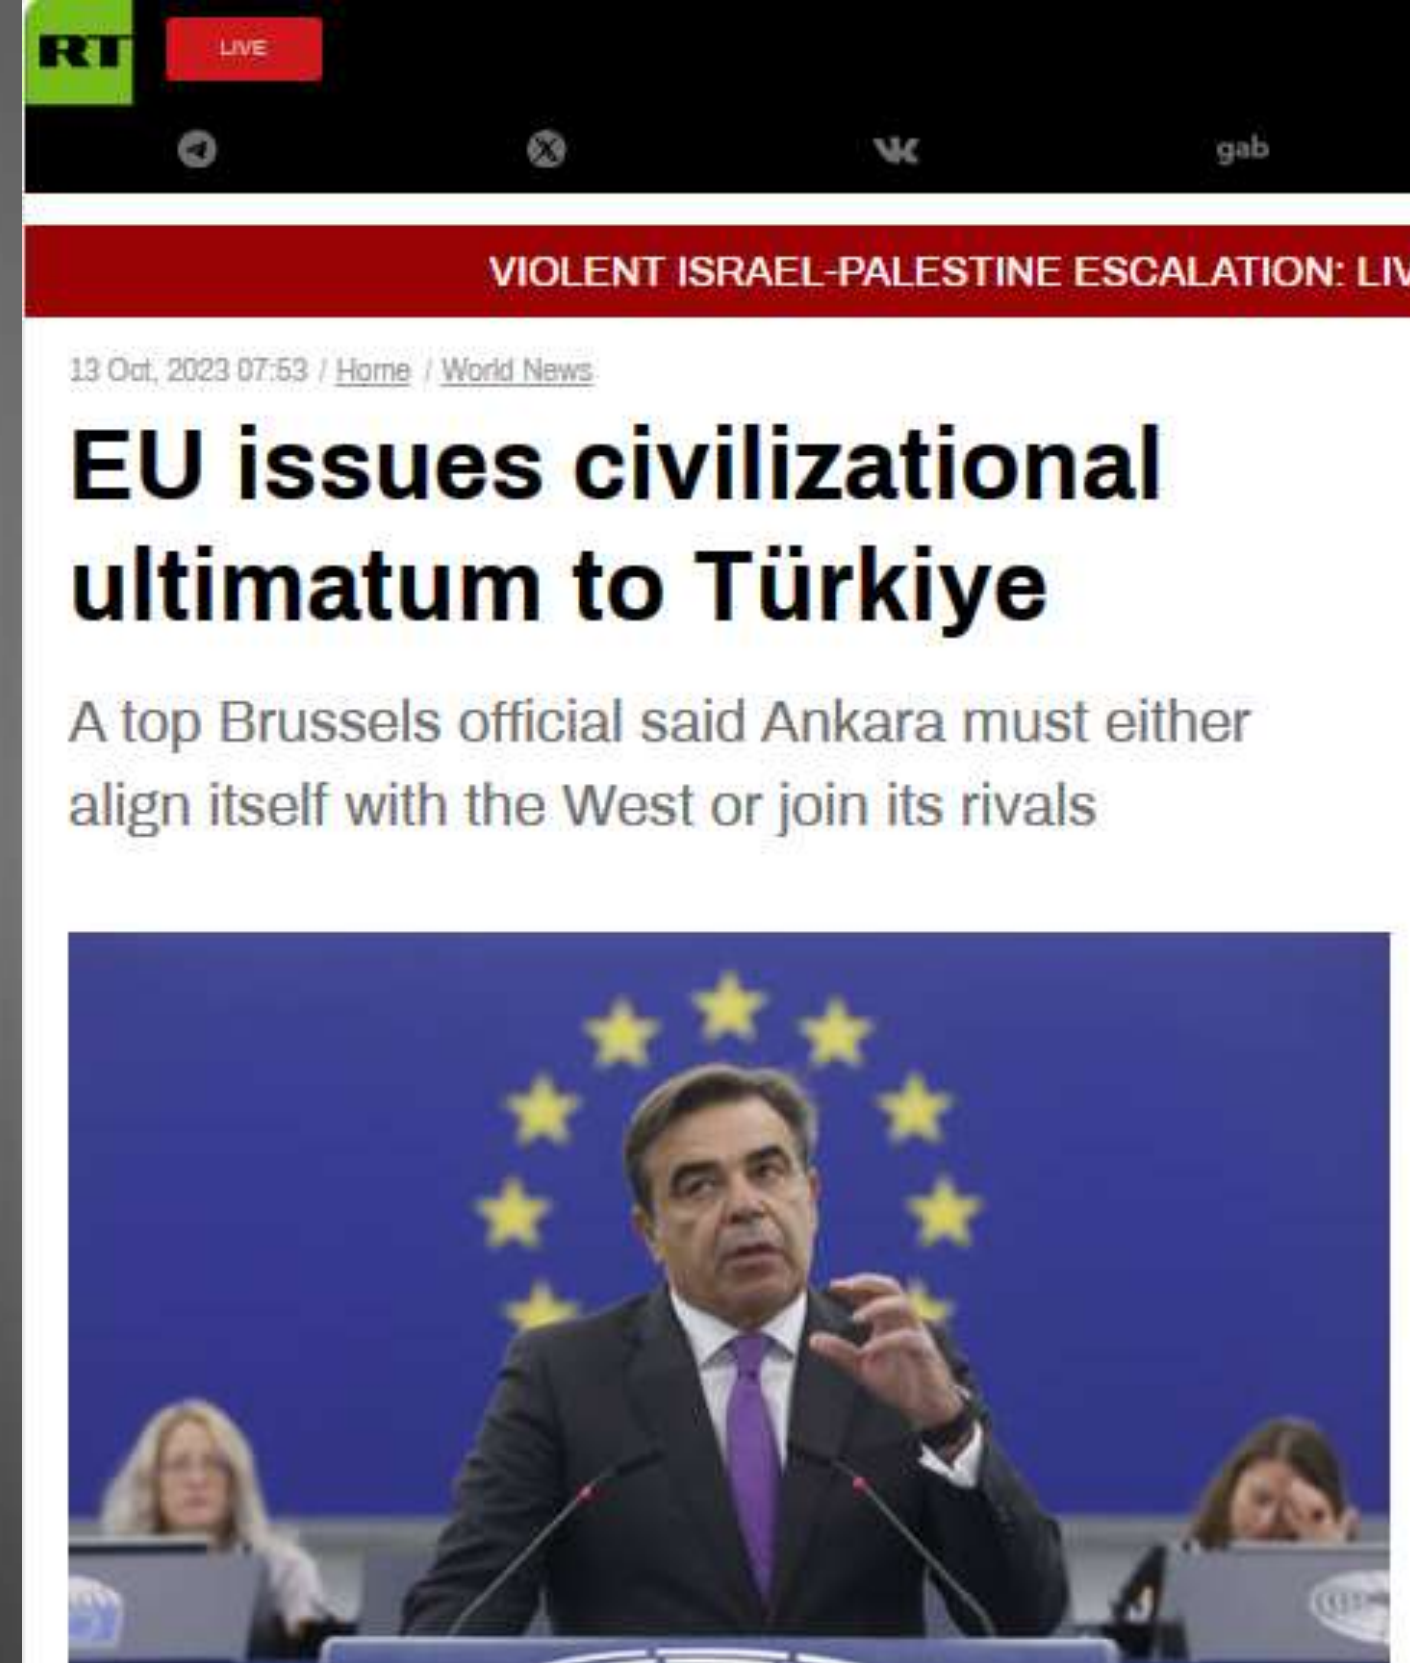 RT
LIVE
gab
VIOLENT ISRAEL-PALESTINE ESCALATION: LIV
13 Oct, 2023 07:53 / Home / World News
EU issues civilizational
ultimatum to Türkiye
A top Brussels official said Ankara must either
align itself with the West or join its rivals